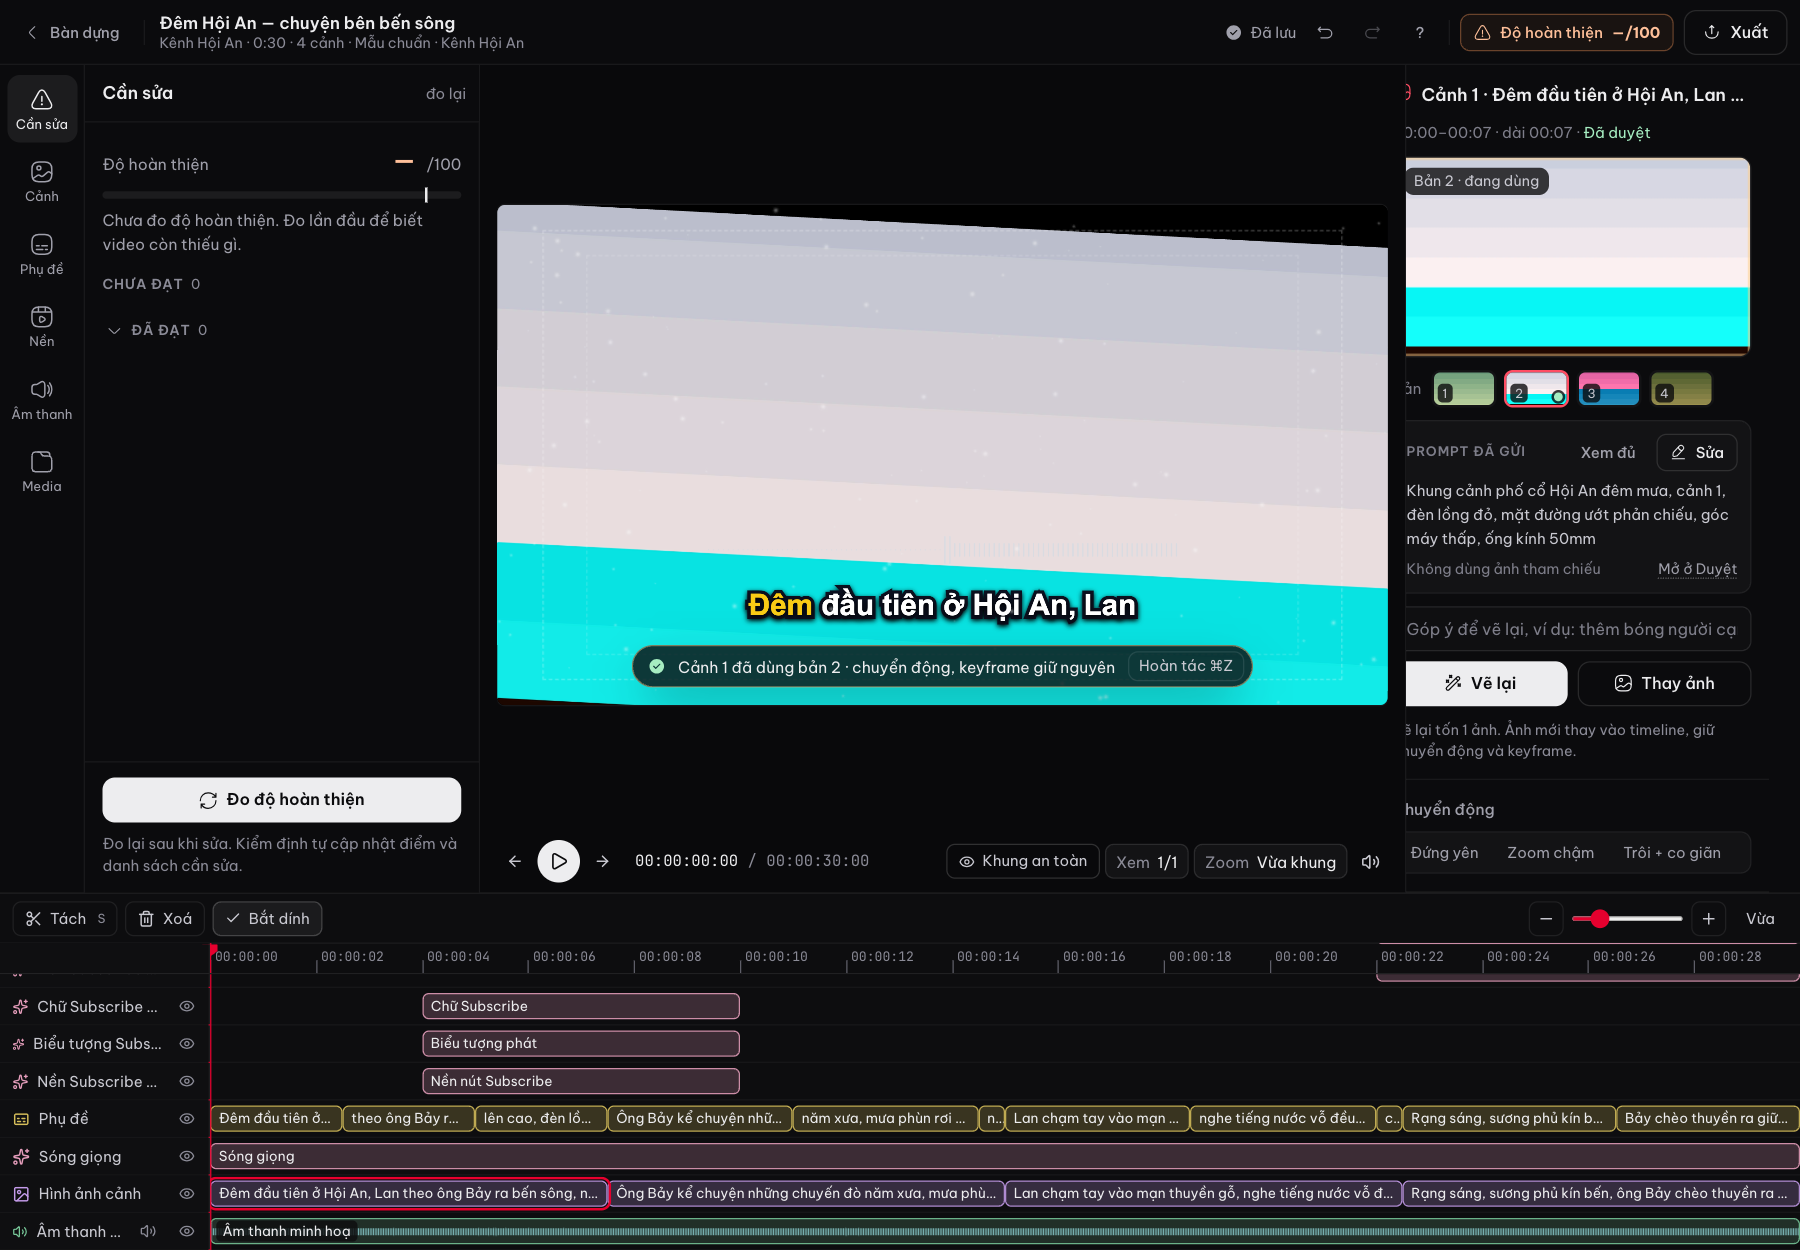 Bàn dựng
Đêm Hội An — chuyện bên bến sông
Kênh Hội An · 0:30 · 4 cảnh · Mẫu chuẩn · Kênh Hội An
Đã lưu
?
Độ hoàn thiện –/100
Xuất
Cần sửa
Cảnh
Phụ đề
Nền
Âm thanh
Media
Cần sửa
đo lại
Độ hoàn thiện
– /100
Chưa đo độ hoàn thiện. Đo lần đầu để biết
video còn thiếu gì.
CHƯA ĐẠT 0
ĐÃ ĐẠT 0
Đo độ hoàn thiện
Đo lại sau khi sửa. Kiểm định tự cập nhật điểm và
danh sách cần sửa.
Đêm đầu tiên ở Hội An, Lan
Cảnh 1 đã dùng bản 2 · chuyển động, keyframe giữ nguyên
Hoàn tác ⌘Z
00:00:00:00 / 00:00:30:00
Khung an toàn
Xem 1/1
Zoom Vừa khung
Cảnh 1 · Đêm đầu tiên ở Hội An, Lan ...
0:00–00:07 · dài 00:07 · Đã duyệt
Bản 2 · đang dùng
ản
1
2
3
4
PROMPT ĐÃ GỬI
Xem đủ
Sửa
Khung cảnh phố cổ Hội An đêm mưa, cảnh 1,
đèn lồng đỏ, mặt đường ướt phản chiếu, góc
máy thấp, ống kính 50mm
Không dùng ảnh tham chiếu
Mở ở Duyệt
Góp ý để vẽ lại, ví dụ: thêm bóng người cạ
Vẽ lại
Thay ảnh
ẽ lại tốn 1 ảnh. Ảnh mới thay vào timeline, giữ
huyển động và keyframe.
huyển động
Đứng yên
Zoom chậm
Trôi + co giãn
Tách S
Xoá
Bắt dính
Vừa
00:00:00
00:00:02
00:00:04
00:00:06
00:00:08
00:00:10
00:00:12
00:00:14
00:00:16
00:00:18
00:00:20
00:00:22
00:00:24
00:00:26
00:00:28
Chữ Subscribe ...
Chữ Subscribe
Biểu tượng Subs...
Biểu tượng phát
Nền Subscribe ...
Nền nút Subscribe
Phụ đề
Đêm đầu tiên ở...
theo ông Bảy r...
lên cao, đèn lồ...
Ông Bảy kể chuyện nhữ...
năm xưa, mưa phùn rơi ...
n...
Lan chạm tay vào mạn ...
nghe tiếng nước vỗ đều...
c...
Rạng sáng, sương phủ kín b...
Bảy chèo thuyền ra giữ...
Sóng giọng
Sóng giọng
Hình ảnh cảnh
Đêm đầu tiên ở Hội An, Lan theo ông Bảy ra bến sông, n...
Ông Bảy kể chuyện những chuyến đò năm xưa, mưa phù...
Lan chạm tay vào mạn thuyền gỗ, nghe tiếng nước vỗ đ...
Rạng sáng, sương phủ kín bến, ông Bảy chèo thuyền ra ...
Âm thanh ...
Âm thanh minh hoạ